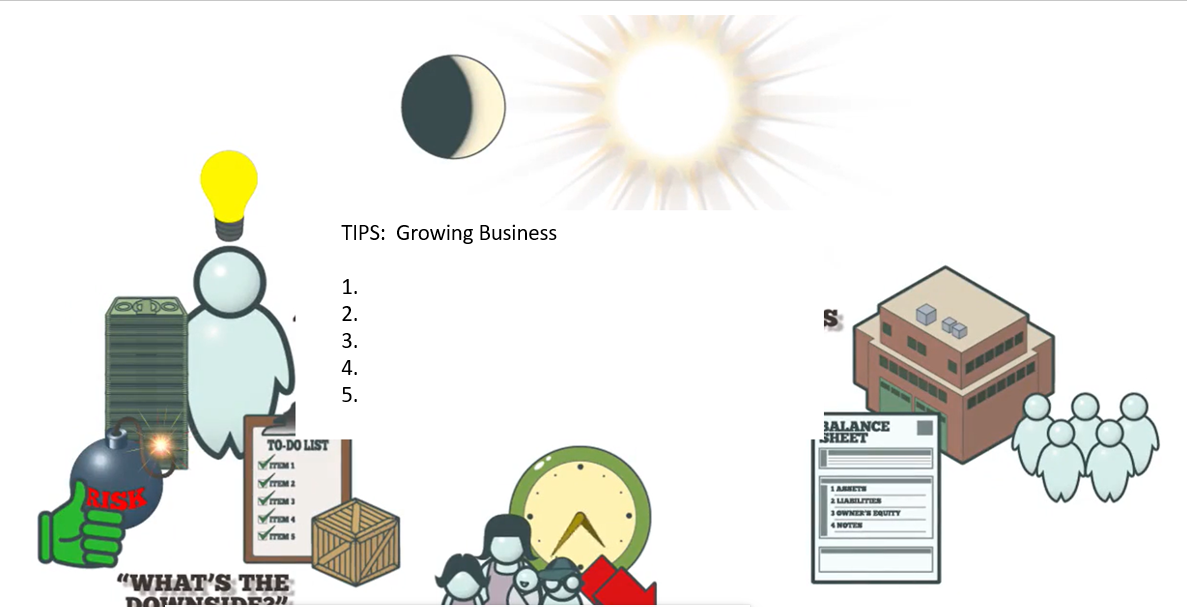 TIPS: Growing Business
1.
2.
3.
4.
5.
S
BALANCE
SHEET
1 ASSETS
2 LIABILITIES
3 OWNER'S EQUITY
4 NOTES
TO-DO LIST
ITEM 1
ITEM 2
ITEM 3
ITEM 4
ITEM 5
RISK
"WHAT'S THE
DOWNSIDE?"